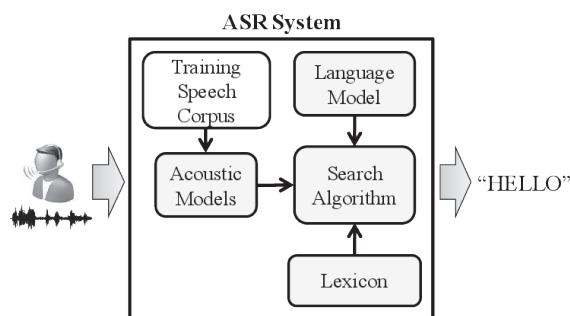 ASR System
Training
Speech
Corpus
Language
Model
Acoustic
Models
Search
Algorithm
"HELLO"
Lexicon